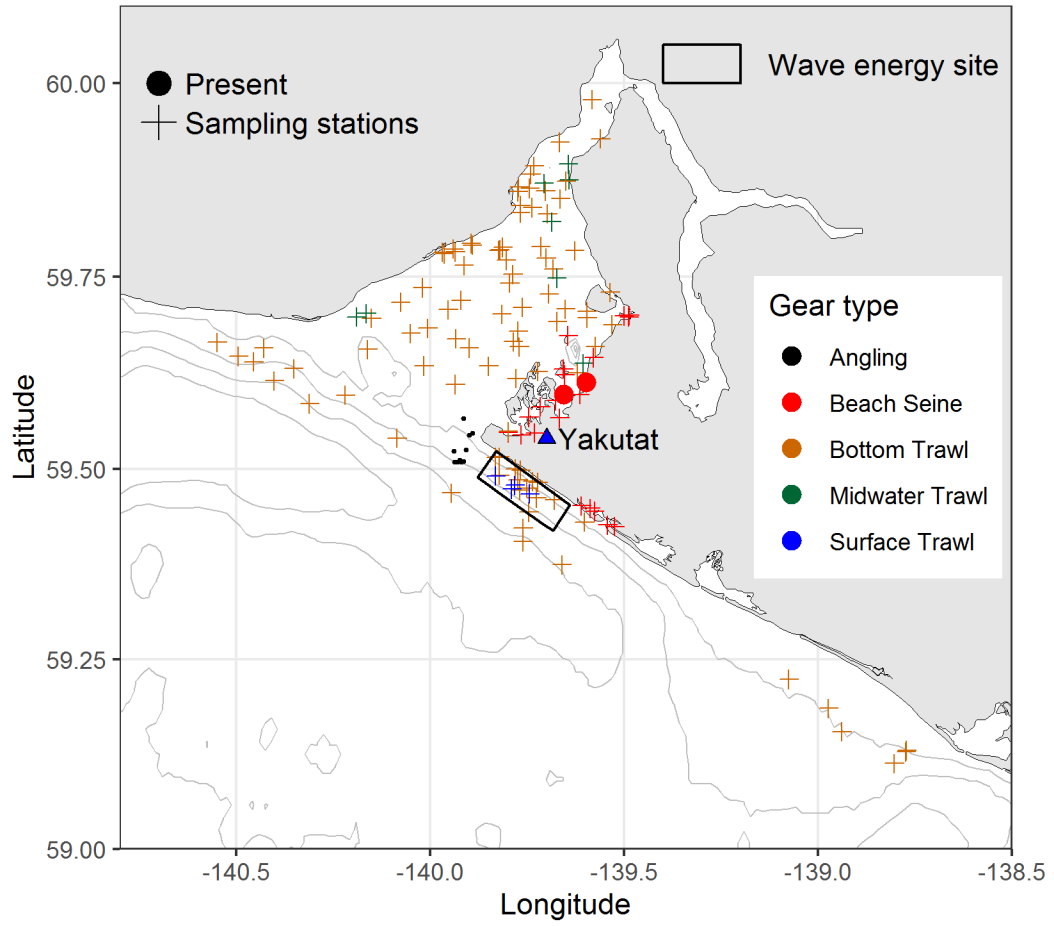 Present
Sampling stations
Wave energy site
Gear type
Angling
Beach Seine
Bottom Trawl
Midwater Trawl
Surface Trawl
Yakutat
60.00
59.75
59.50
59.25
59.00
-140.5
-140.0
-139.5
-139.0
-138.5
Longitude
Latitude